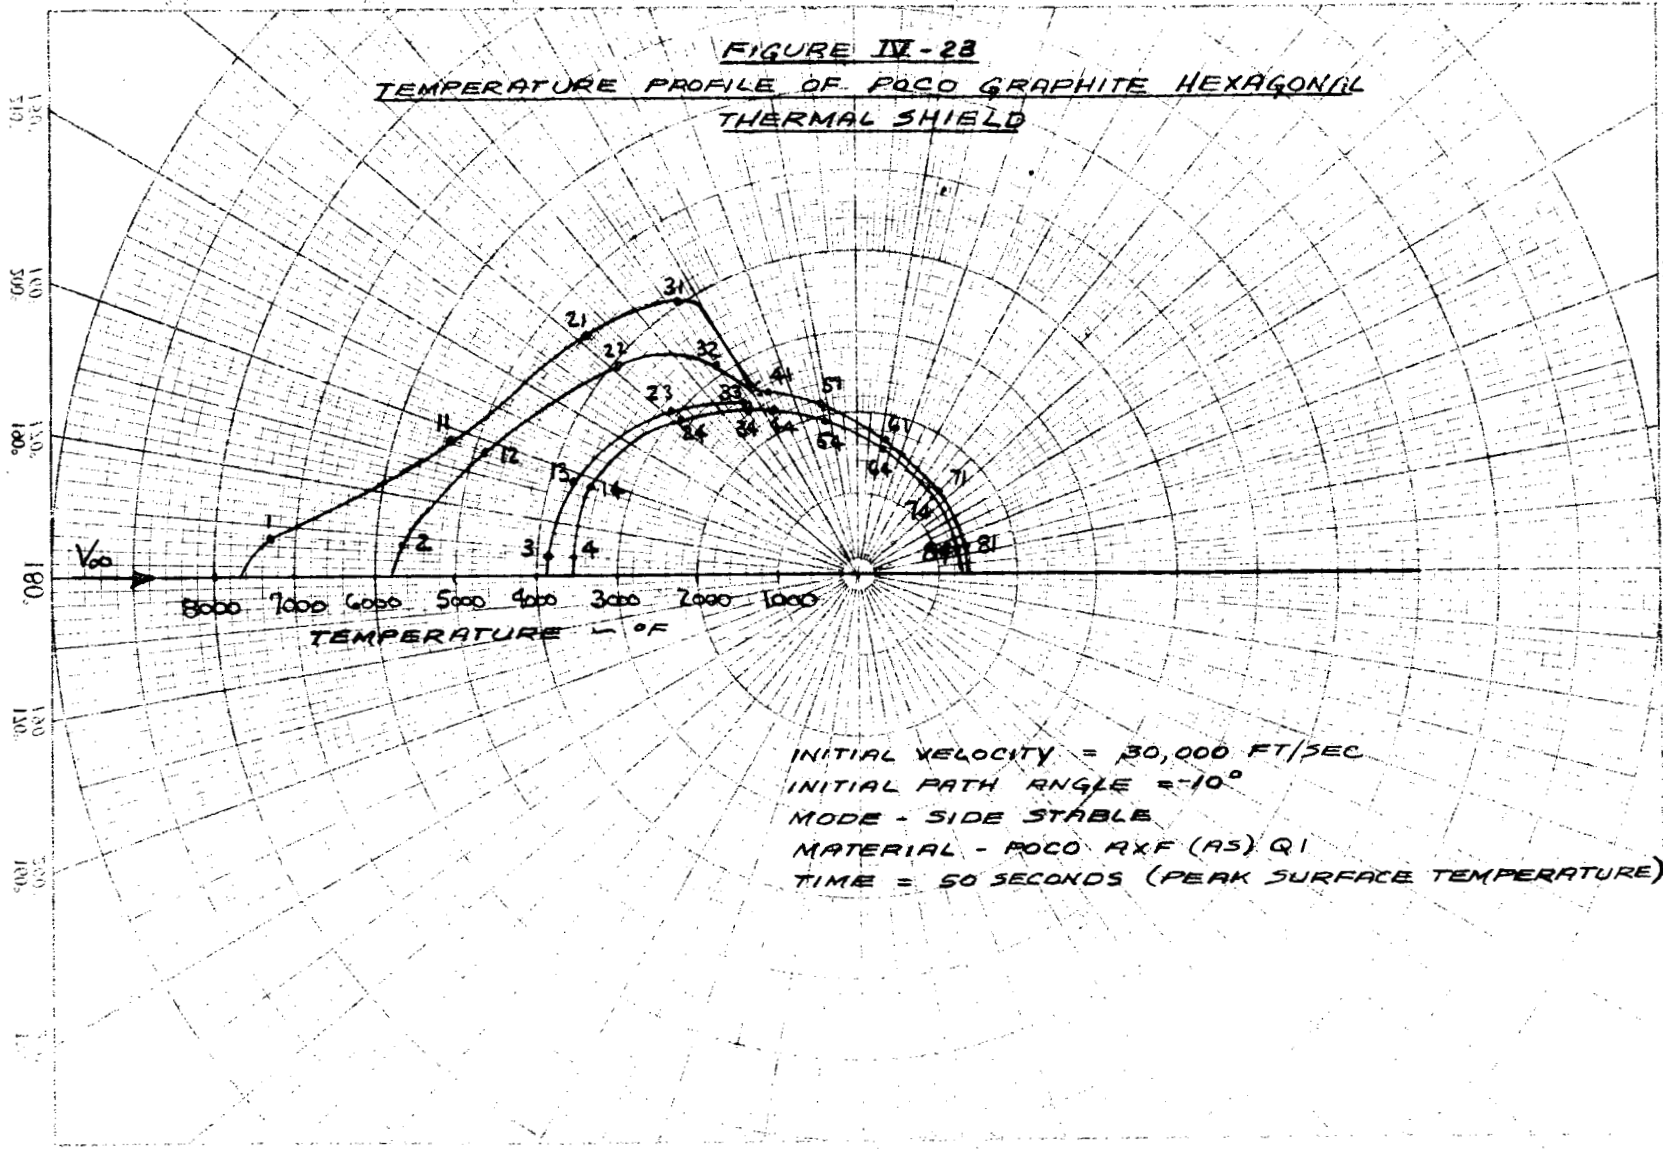 FIGURE IV-23
TEMPERATURE PROFILE OF POCO GRAPHITE HEXAGONAL
THERMAL SHIELD
31
21
22
32
41
51
23
33
24
34
44
54
61
64
11
12
13
14
71
74
1
2
3
4
81
V∞
180°
8000 7000 6000 5000 4000 3000 2000 1000
TEMPERATURE ~ °F
INITIAL VELOCITY = 30,000 FT/SEC
INITIAL PATH ANGLE = -10°
MODE - SIDE STABLE
MATERIAL - POCO AXF (AS) Q1
TIME = 50 SECONDS (PEAK SURFACE TEMPERATURE)